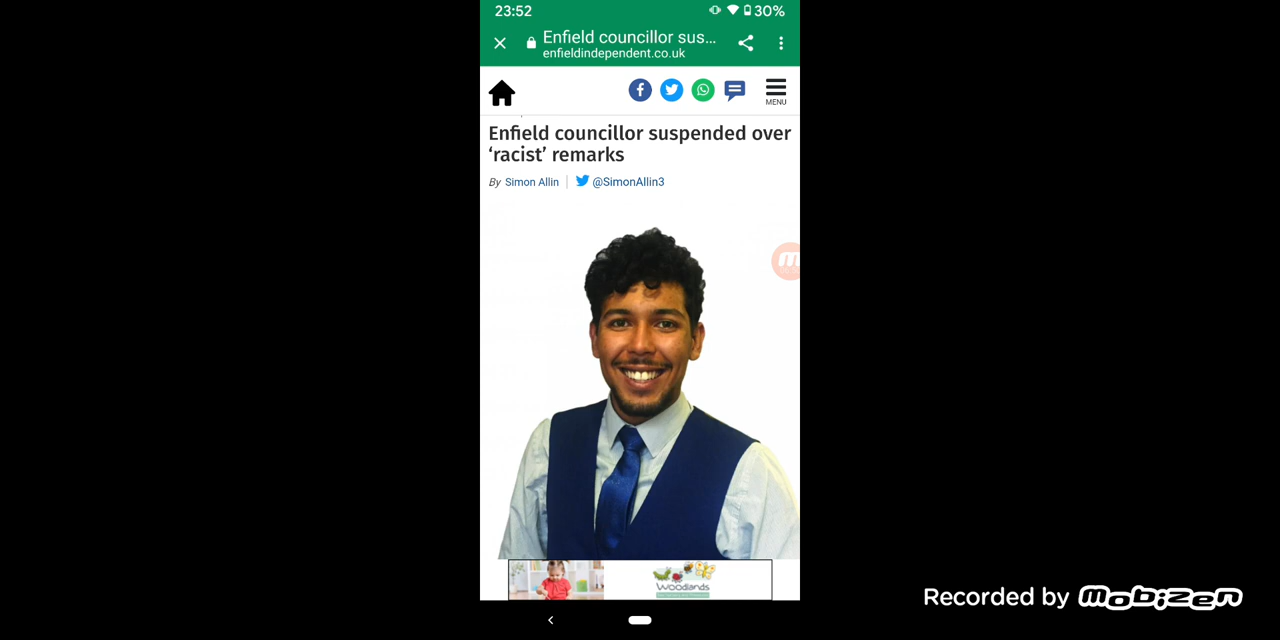 23:52
30%
Enfield councillor sus...
enfieldindependent.co.uk
MENU
Enfield councillor suspended over
‘racist’ remarks
By Simon Allin | @SimonAllin3
Woodlands
Recorded by mobizen